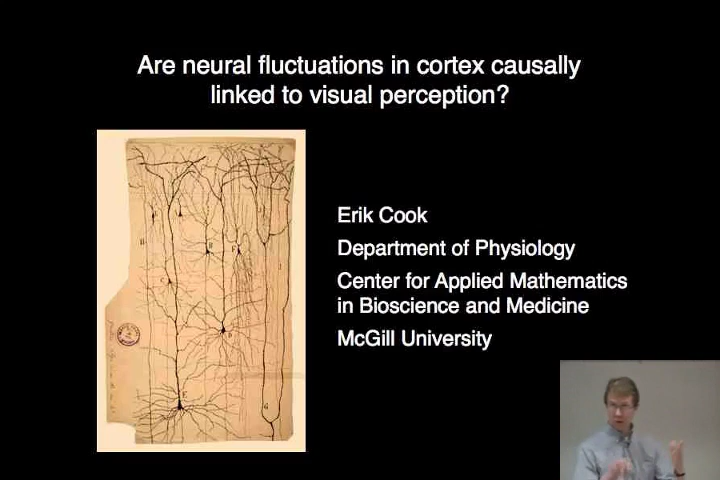 Are neural fluctuations in cortex causally
linked to visual perception?
Erik Cook
Department of Physiology
Center for Applied Mathematics
in Bioscience and Medicine
McGill University